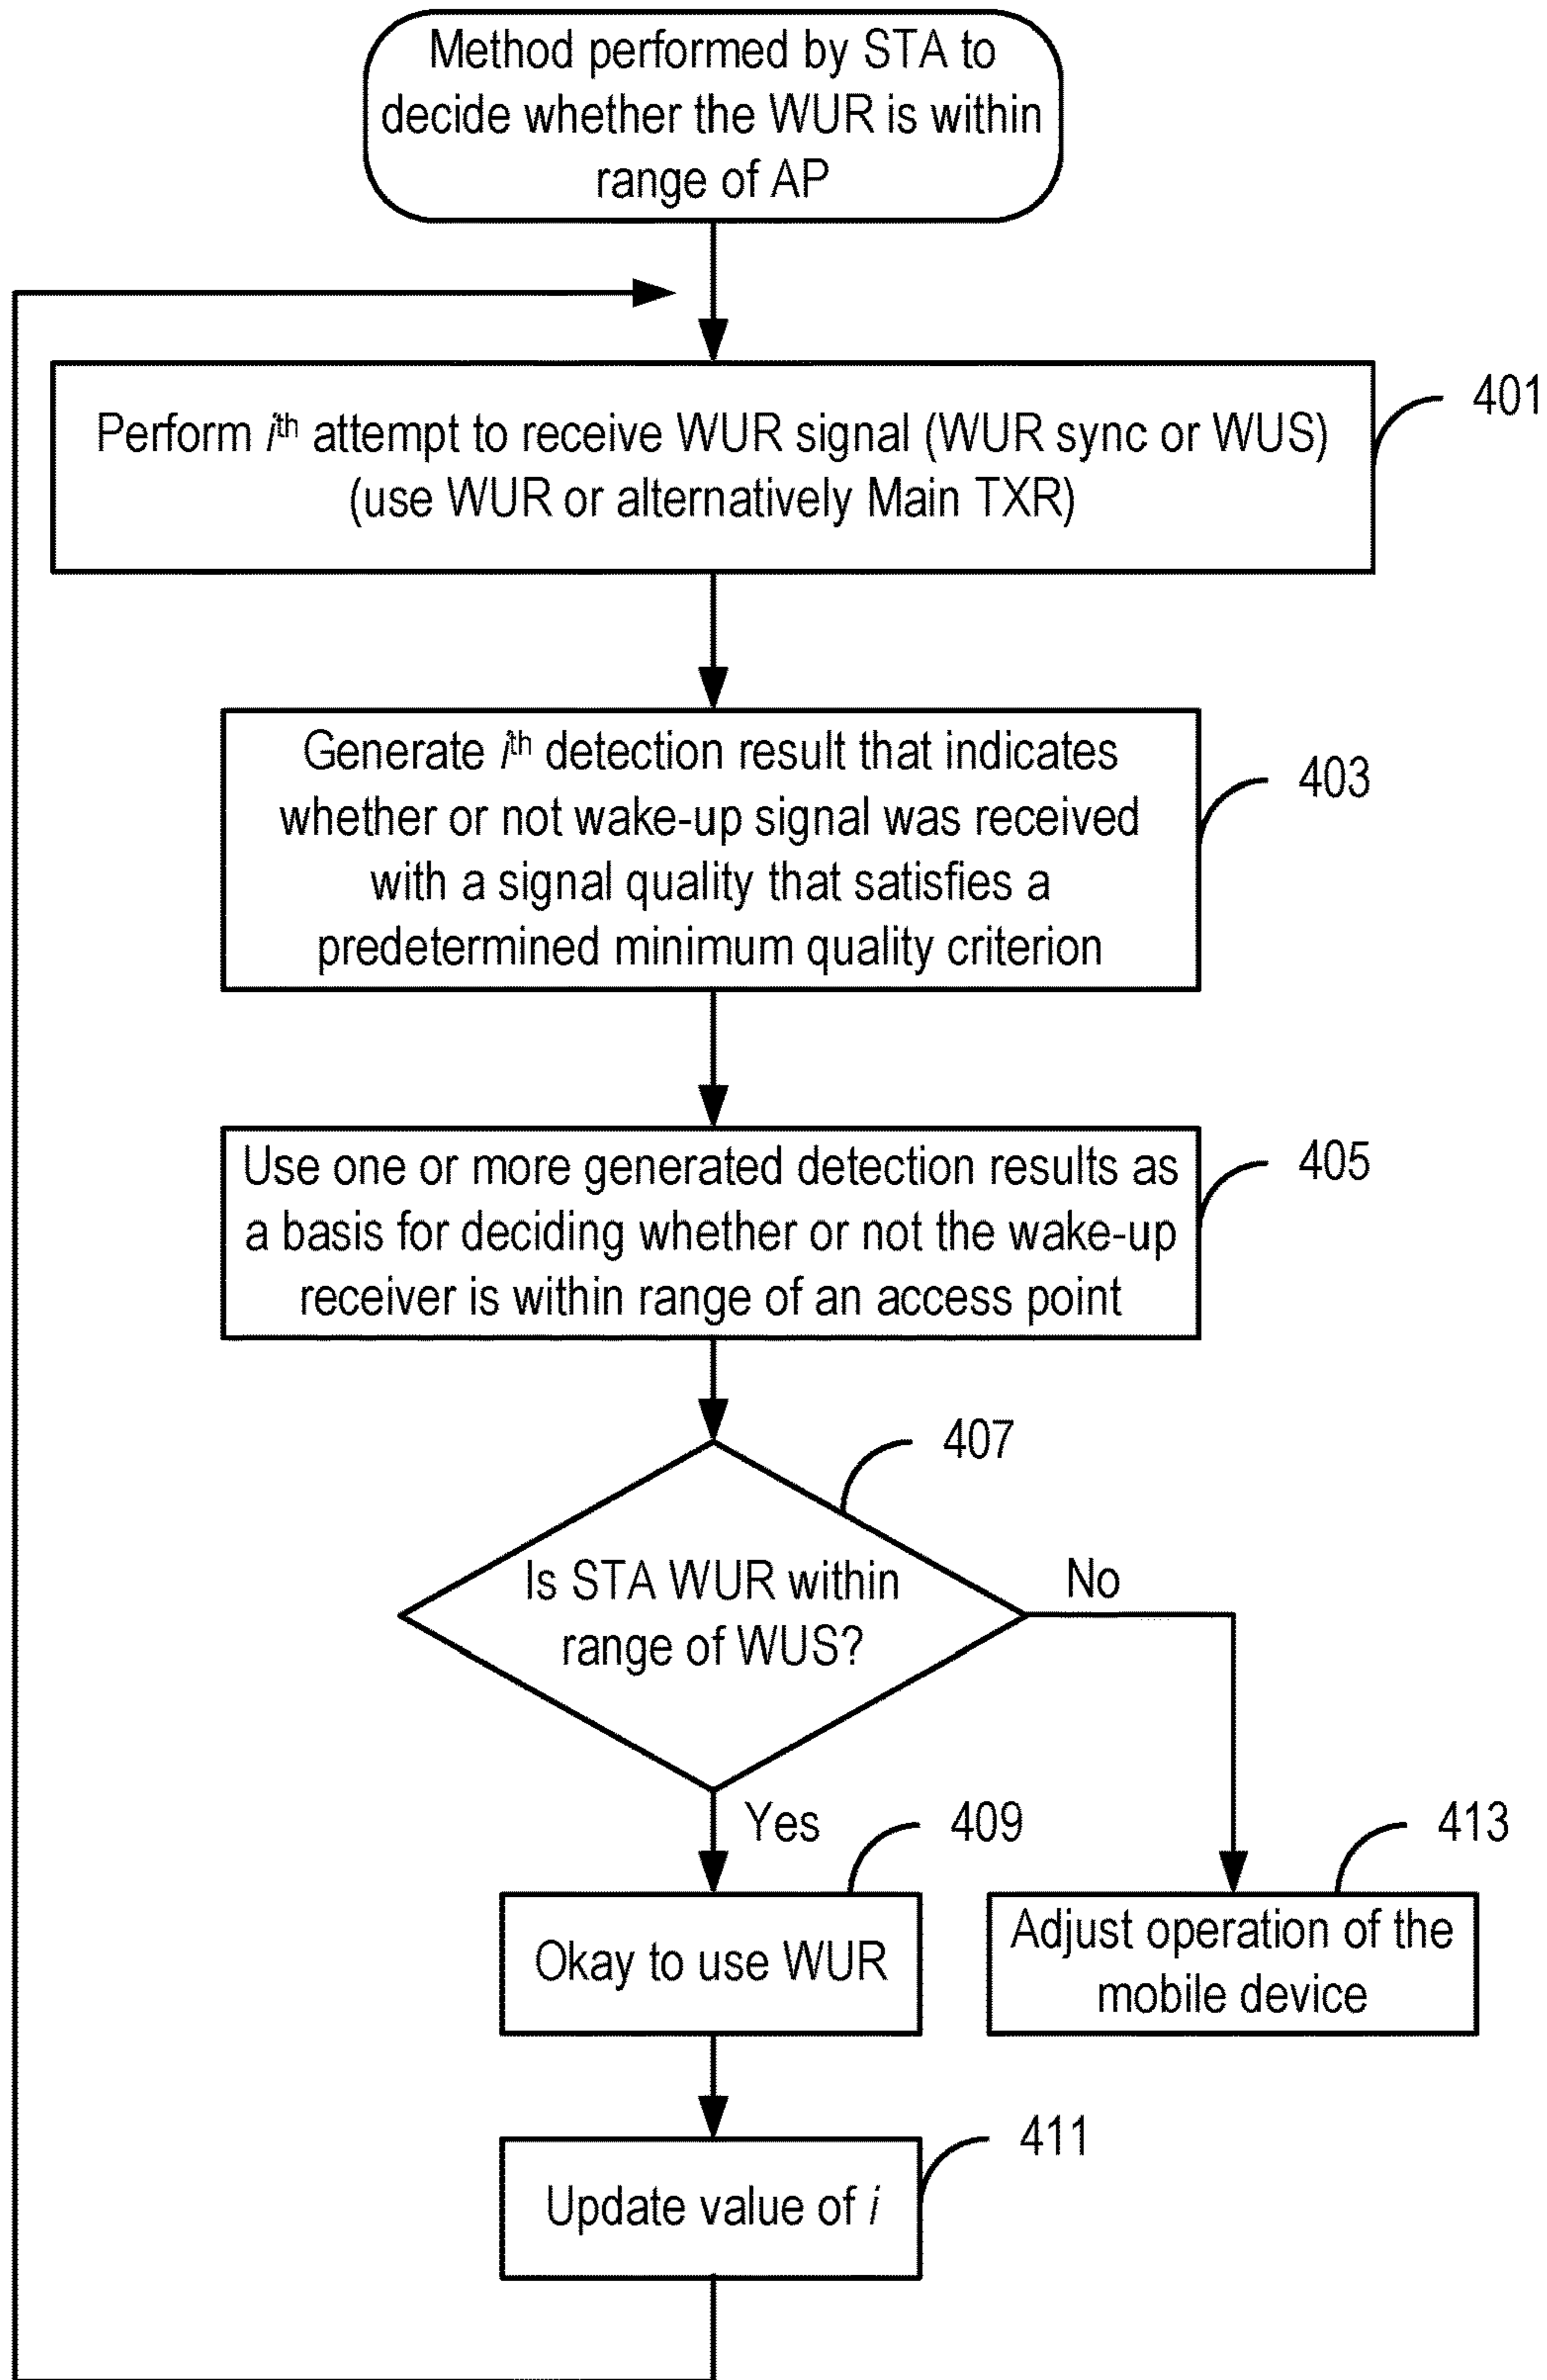 Method performed by STA to
decide whether the WUR is within
range of AP
Perform ith attempt to receive WUR signal (WUR sync or WUS)
(use WUR or alternatively Main TXR)
401
Generate ith detection result that indicates
whether or not wake-up signal was received
with a signal quality that satisfies a
predetermined minimum quality criterion
403
Use one or more generated detection results as
a basis for deciding whether or not the wake-up
receiver is within range of an access point
405
407
Is STA WUR within
range of WUS?
No
Yes
409
413
Okay to use WUR
Adjust operation of the
mobile device
411
Update value of i